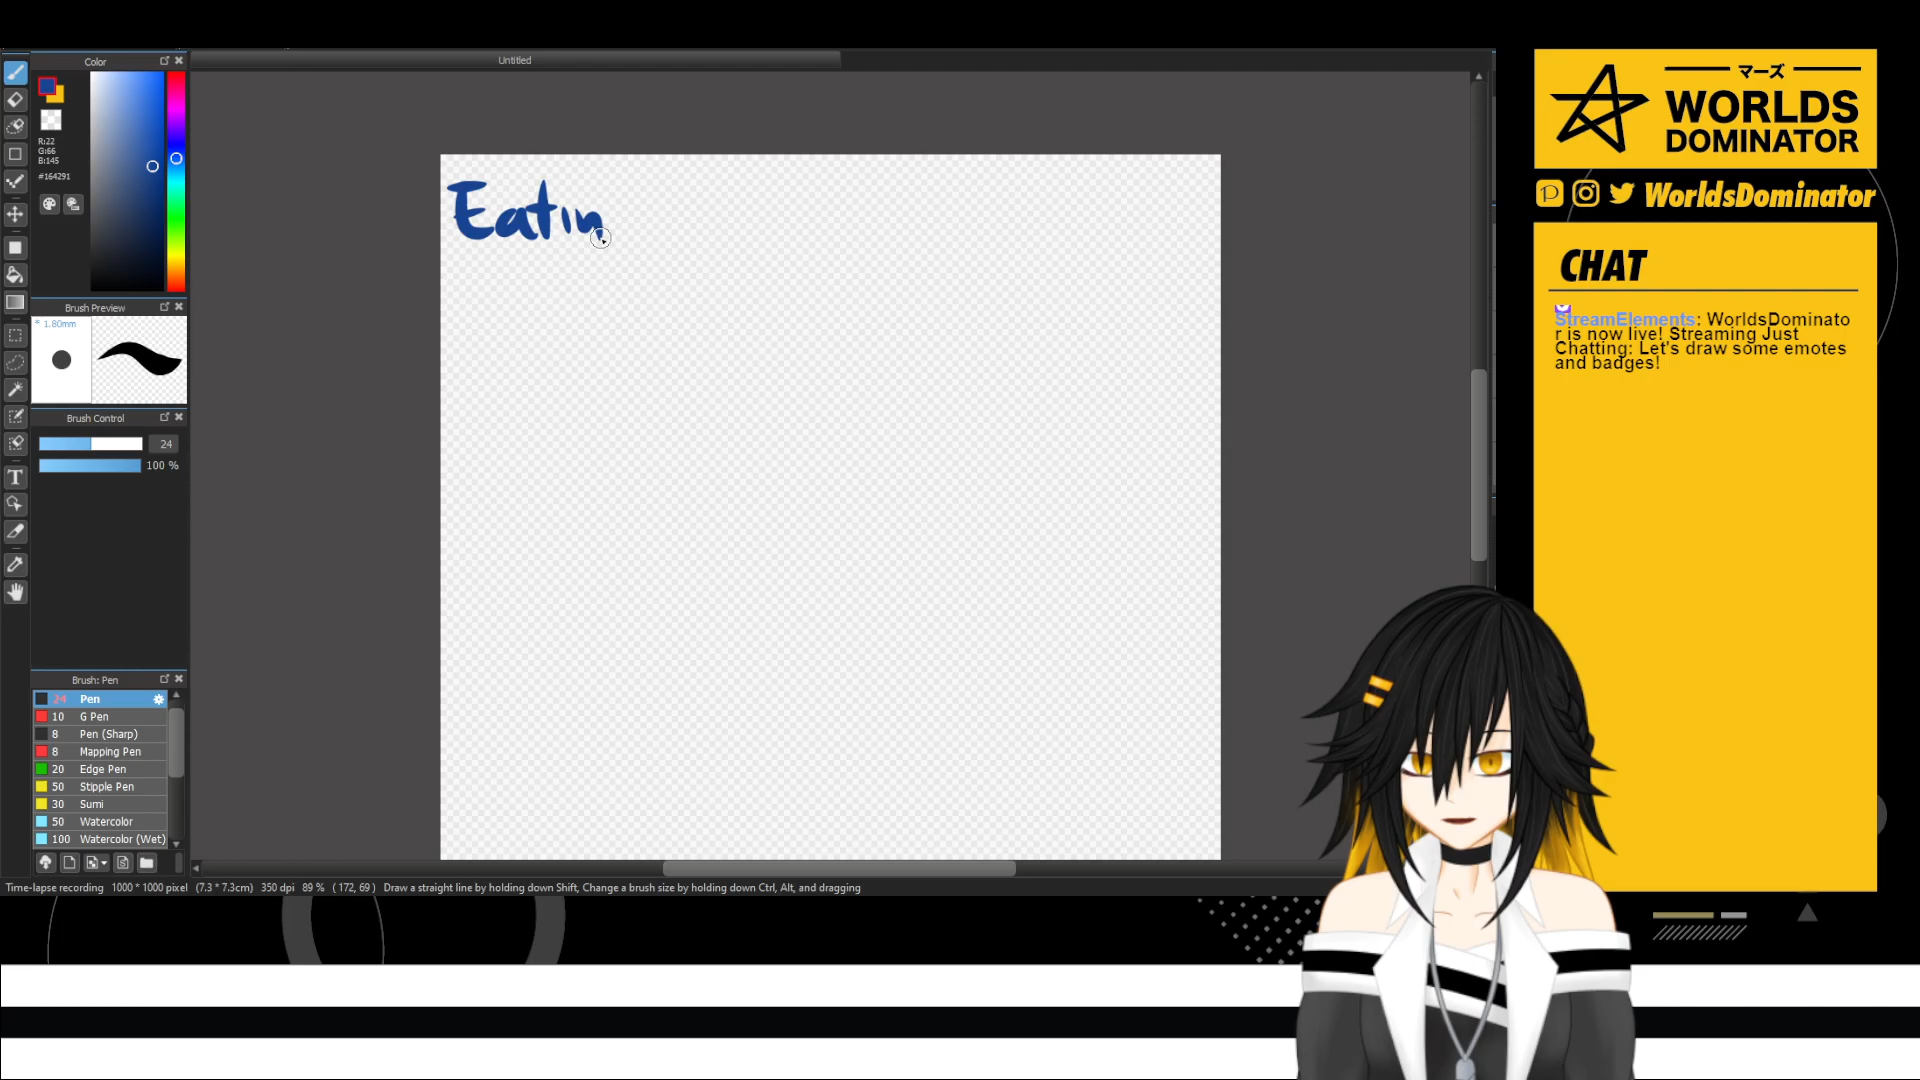 Untitled
Color
R:22
G:66
B:145
#164291
Brush Preview
* 1.80mm
Brush Control
24
100 %
Brush: Pen
24 Pen
10 G Pen
8 Pen (Sharp)
8 Mapping Pen
20 Edge Pen
50 Stipple Pen
30 Sumi
50 Watercolor
100 Watercolor (Wet)
Time-lapse recording 1000 * 1000 pixel (7.3 * 7.3cm) 350 dpi 89 % ( 172, 69 ) Draw a straight line by holding down Shift, Change a brush size by holding down Ctrl, Alt, and dragging
Eatin
マーズ
WORLDS
DOMINATOR
WorldsDominator
CHAT
StreamElements: WorldsDominato
r is now live! Streaming Just
Chatting: Let's draw some emotes
and badges!